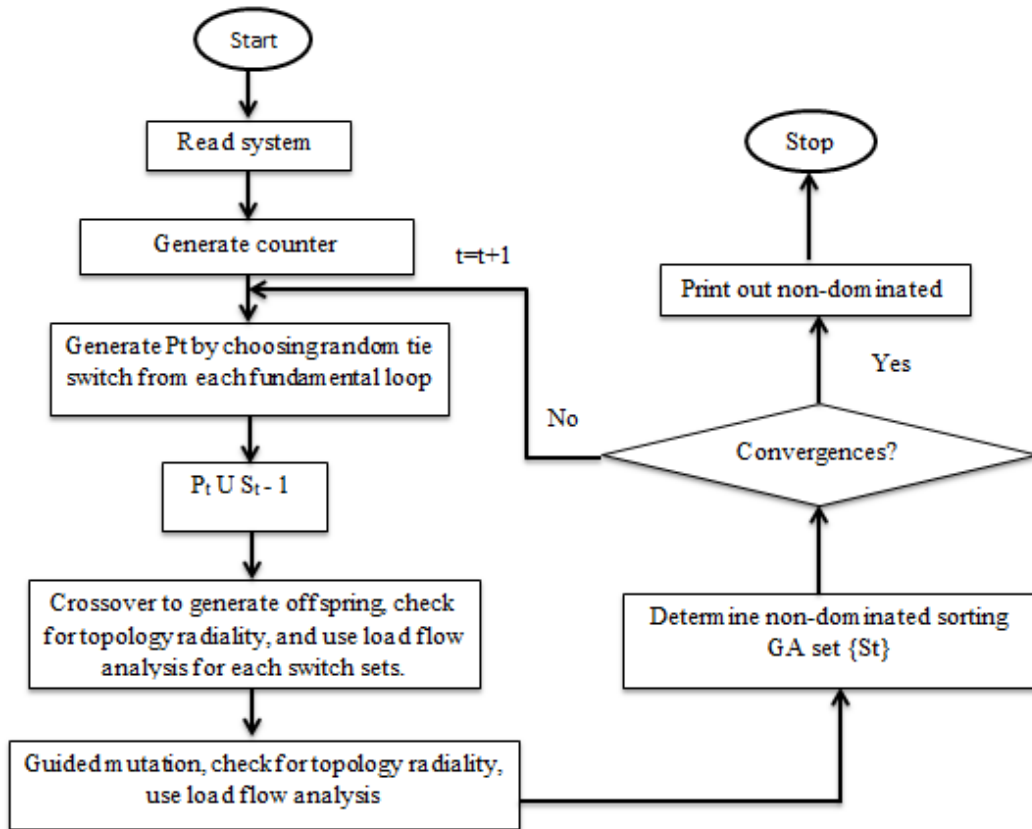 Start
Read system
Generate counter
t=t+1
Generate Pt by choosing random tie
switch from each fundamental loop
Pt U St - 1
Crossover to generate offspring, check
for topology radiality, and use load flow
analysis for each switch sets.
Guided mutation, check for topology radiality,
use load flow analysis
Determine non-dominated sorting
GA set {St}
Convergences?
No
Yes
Print out non-dominated
Stop